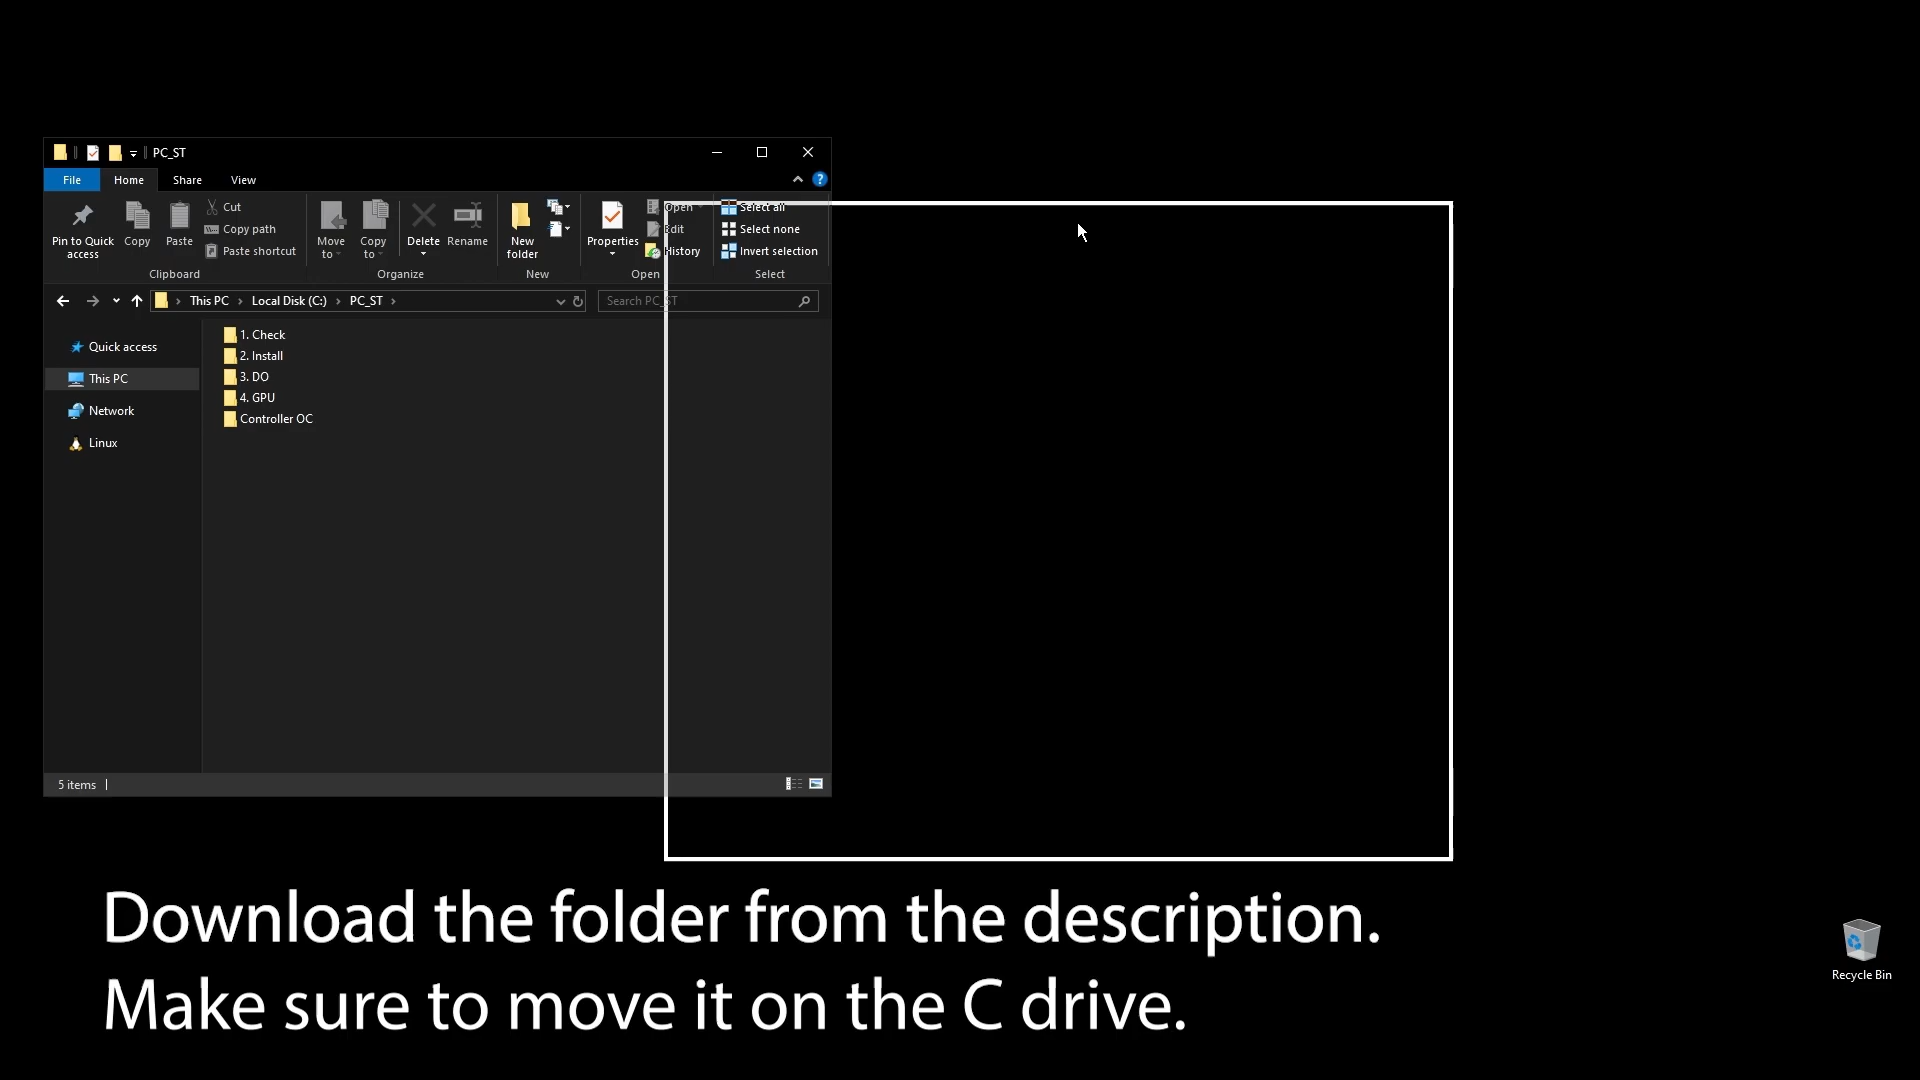 PC_ST
File Home Share View ?
Pin to Quick access
Copy
Paste
Cut
Copy path
Paste shortcut
Clipboard
Move to
Copy to
Delete
Rename
Organize
New folder
New
Properties
Open
Edit
History
Open
Select all
Select none
Invert selection
Select
This PC Local Disk (C:) PC_ST
Search PC_ST
Quick access
This PC
Network
Linux
1. Check
2. Install
3. DO
4. GPU
Controller OC
5 items
Download the folder from the description.
Make sure to move it on the C drive.
Recycle Bin